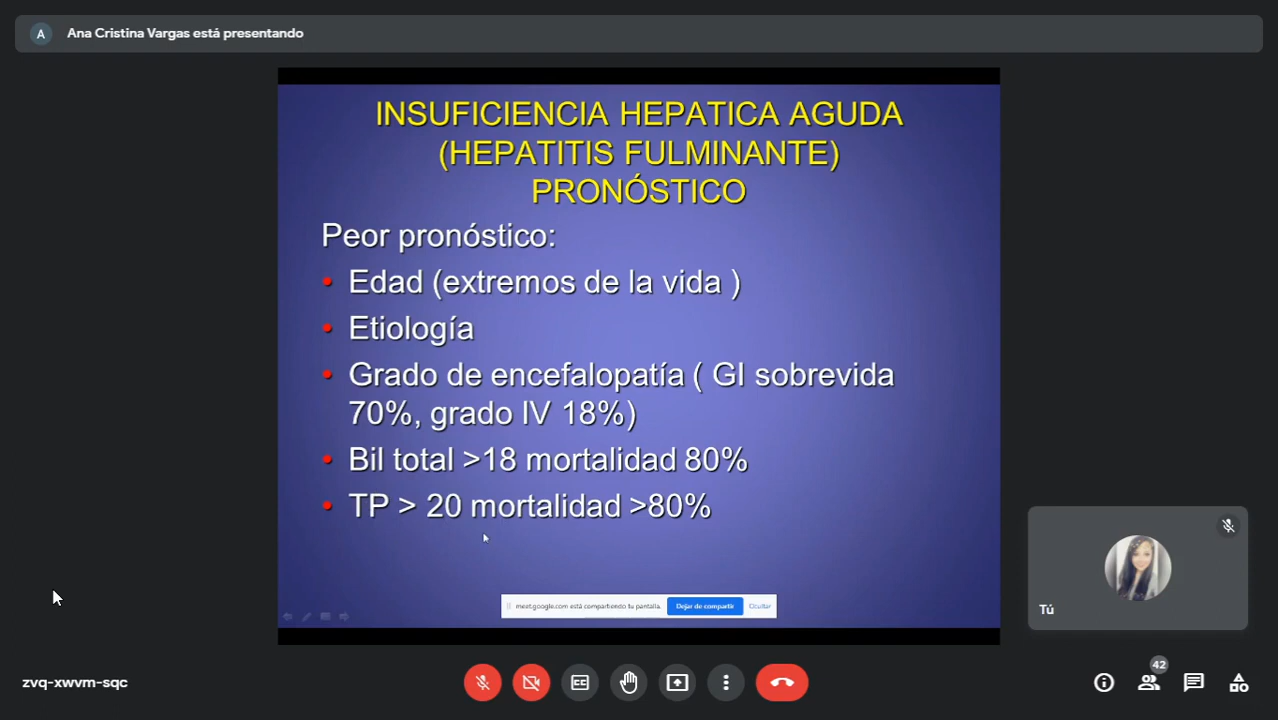 A
Ana Cristina Vargas está presentando
INSUFICIENCIA HEPATICA AGUDA
(HEPATITIS FULMINANTE)
PRONÓSTICO
Peor pronóstico:
• Edad (extremos de la vida )
• Etiología
• Grado de encefalopatía ( GI sobrevida
70%, grado IV 18%)
• Bil total >18 mortalidad 80%
• TP > 20 mortalidad >80%
meet.google.com está compartiendo tu pantalla.
Dejar de compartir
Ocultar
Tú
zvq-xwvm-sqc
CC
42